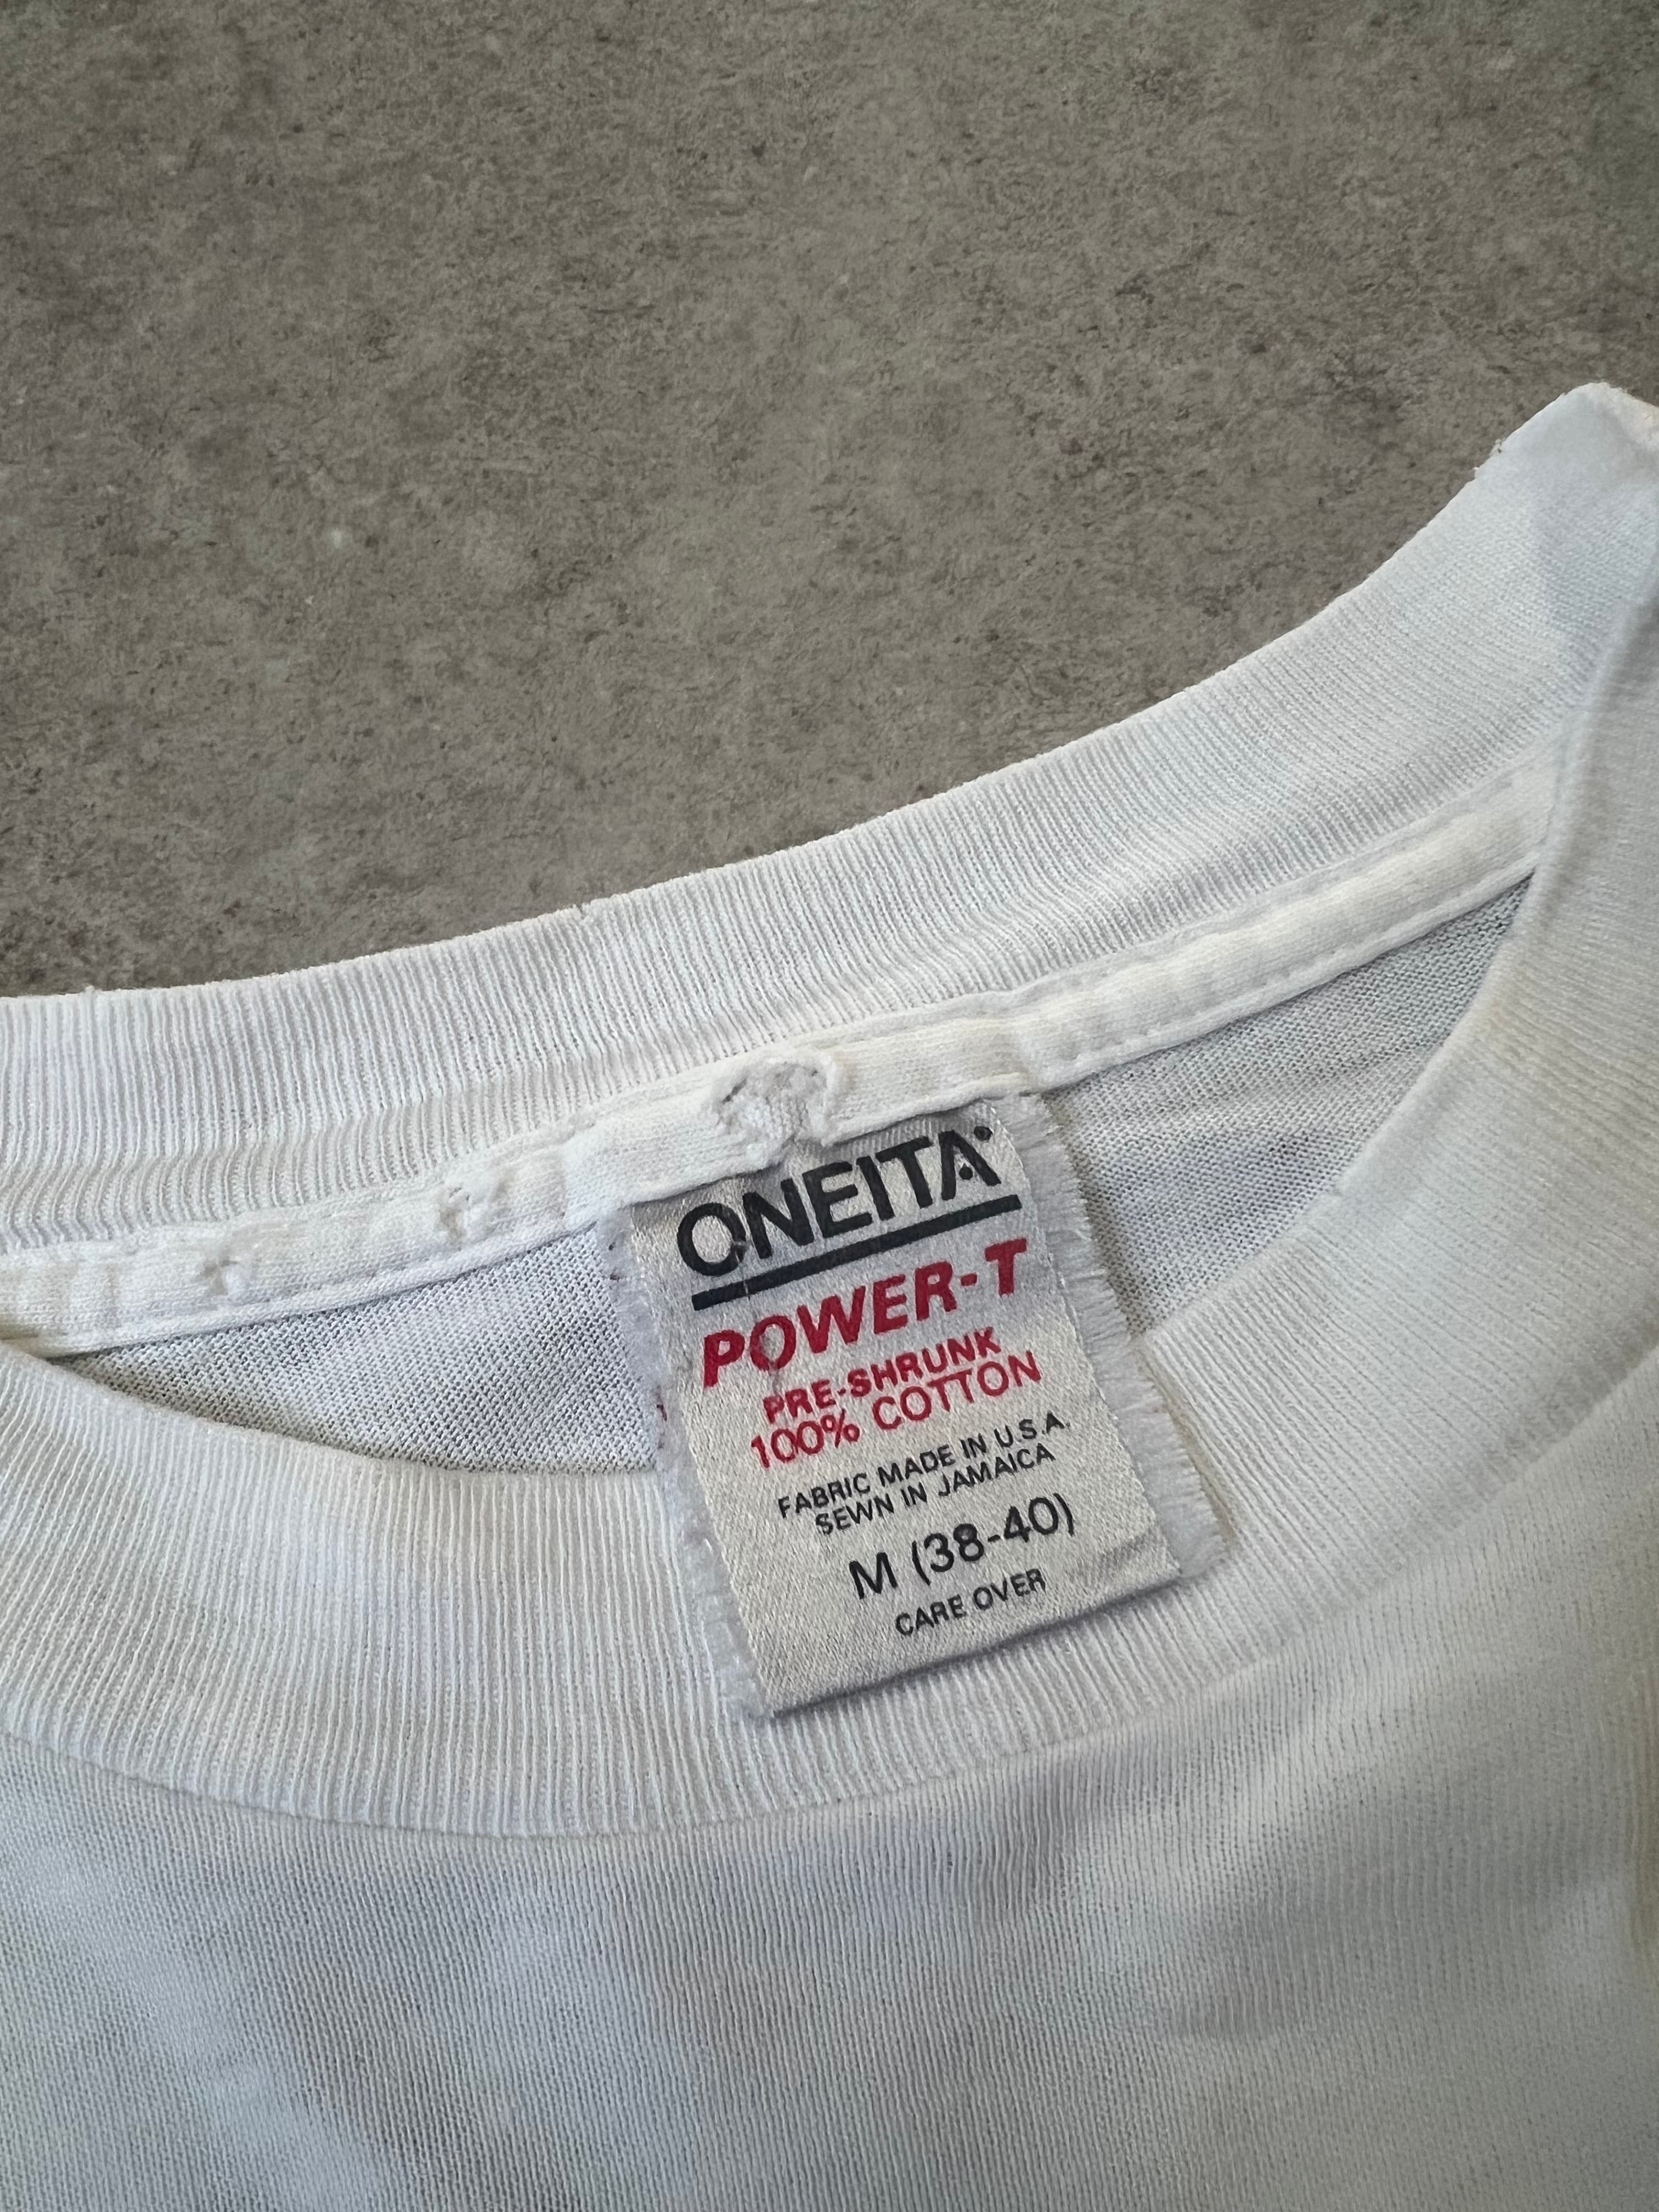 ONEITA
POWER-T
PRE-SHRUNK
100% COTTON
FABRIC MADE IN U.S.A.
SEWN IN JAMAICA
M (38-40)
CARE OVER